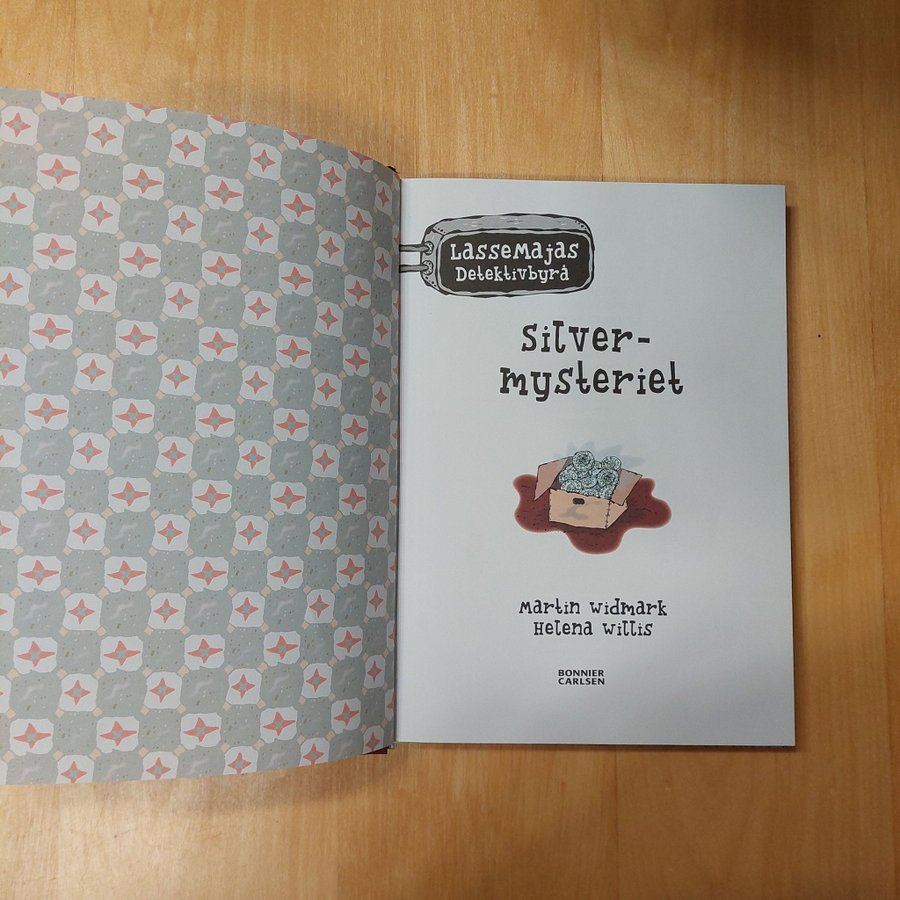 LasseMajas
Detektivbyrå
Silver-
mysteriet
Martin Widmark
Helena Willis
BONNIER
CARLSEN